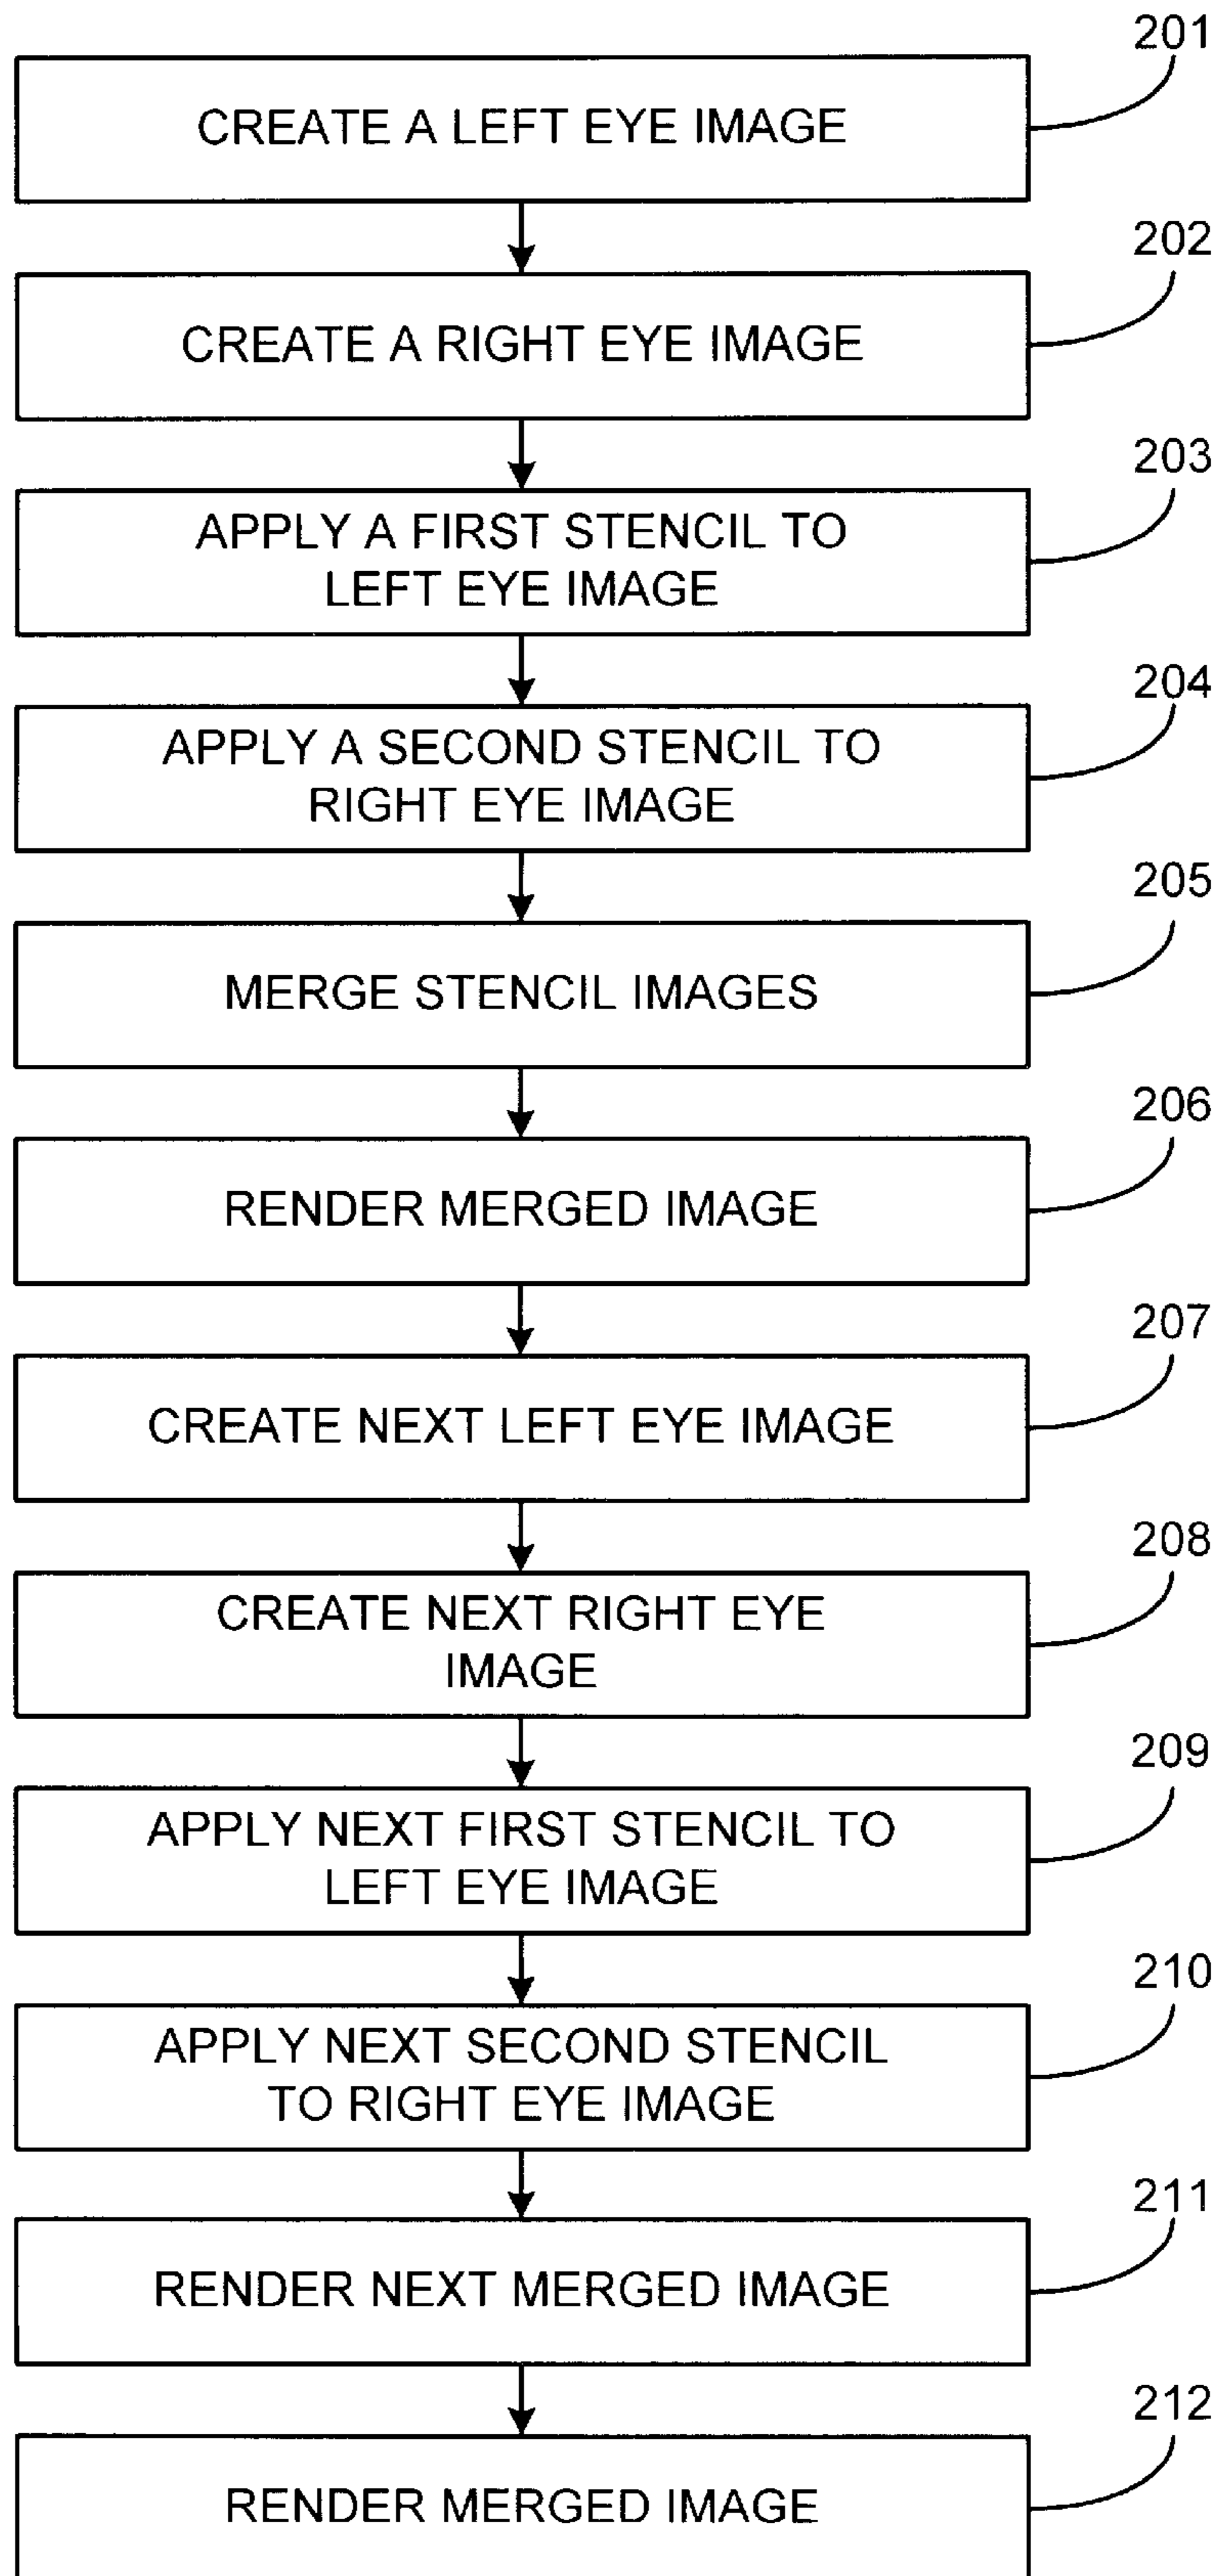 201
CREATE A LEFT EYE IMAGE
202
CREATE A RIGHT EYE IMAGE
203
APPLY A FIRST STENCIL TO
LEFT EYE IMAGE
204
APPLY A SECOND STENCIL TO
RIGHT EYE IMAGE
205
MERGE STENCIL IMAGES
206
RENDER MERGED IMAGE
207
CREATE NEXT LEFT EYE IMAGE
208
CREATE NEXT RIGHT EYE
IMAGE
209
APPLY NEXT FIRST STENCIL TO
LEFT EYE IMAGE
210
APPLY NEXT SECOND STENCIL
TO RIGHT EYE IMAGE
211
RENDER NEXT MERGED IMAGE
212
RENDER MERGED IMAGE